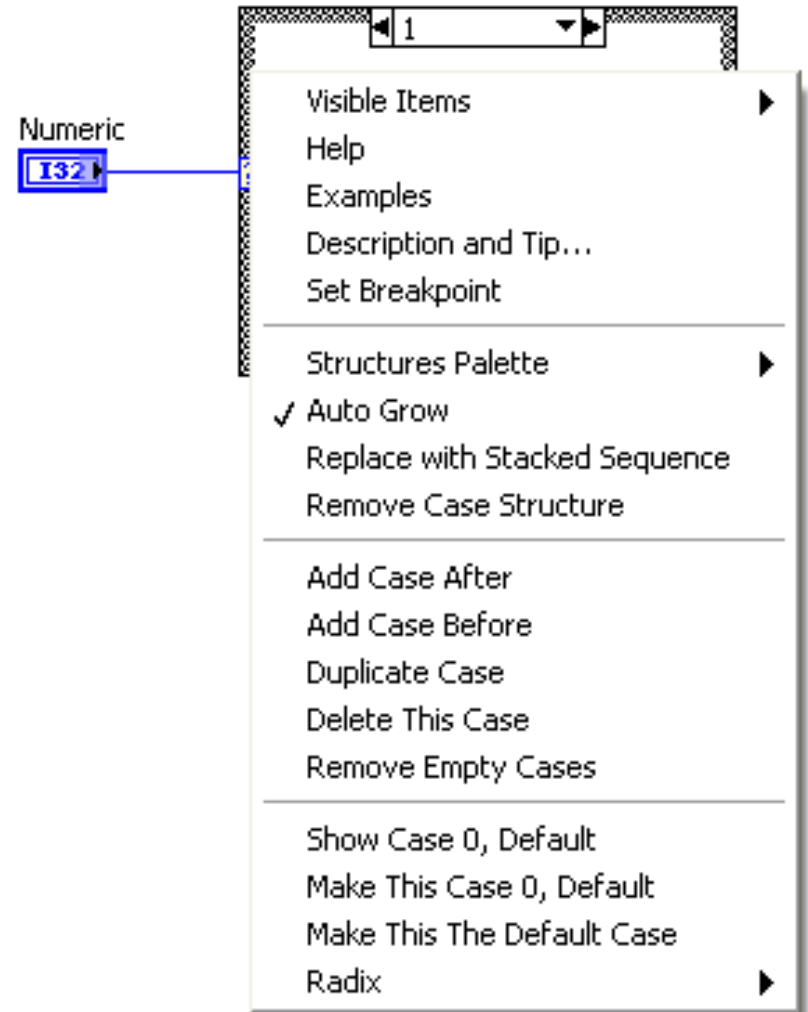 1
Numeric
I32
Visible Items
Help
Examples
Description and Tip...
Set Breakpoint
Structures Palette
Auto Grow
Replace with Stacked Sequence
Remove Case Structure
Add Case After
Add Case Before
Duplicate Case
Delete This Case
Remove Empty Cases
Show Case 0, Default
Make This Case 0, Default
Make This The Default Case
Radix